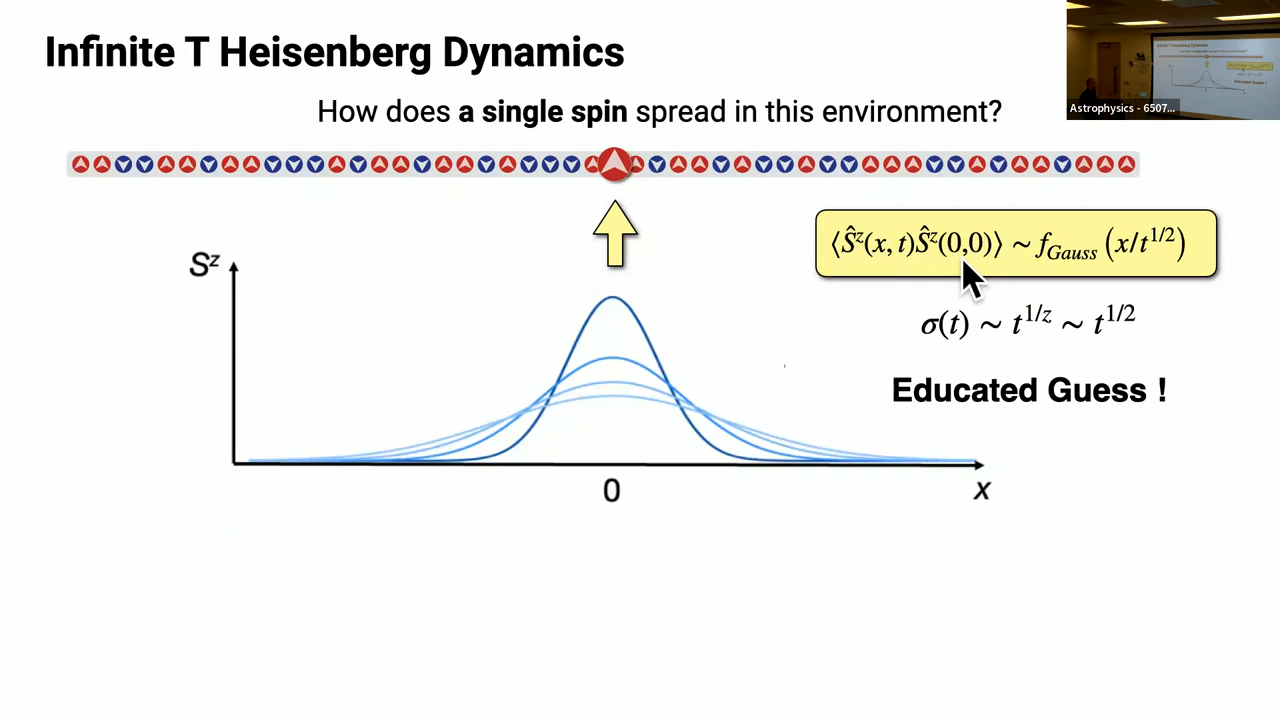 Infinite T Heisenberg Dynamics
How does a single spin spread in this environment?
Astrophysics - 6507...
⟨Ŝᶻ(x, t)Ŝᶻ(0,0)⟩ ~ f_Gauss (x/t^{1/2})
σ(t) ~ t^{1/z} ~ t^{1/2}
Educated Guess !
Sᶻ
0
x